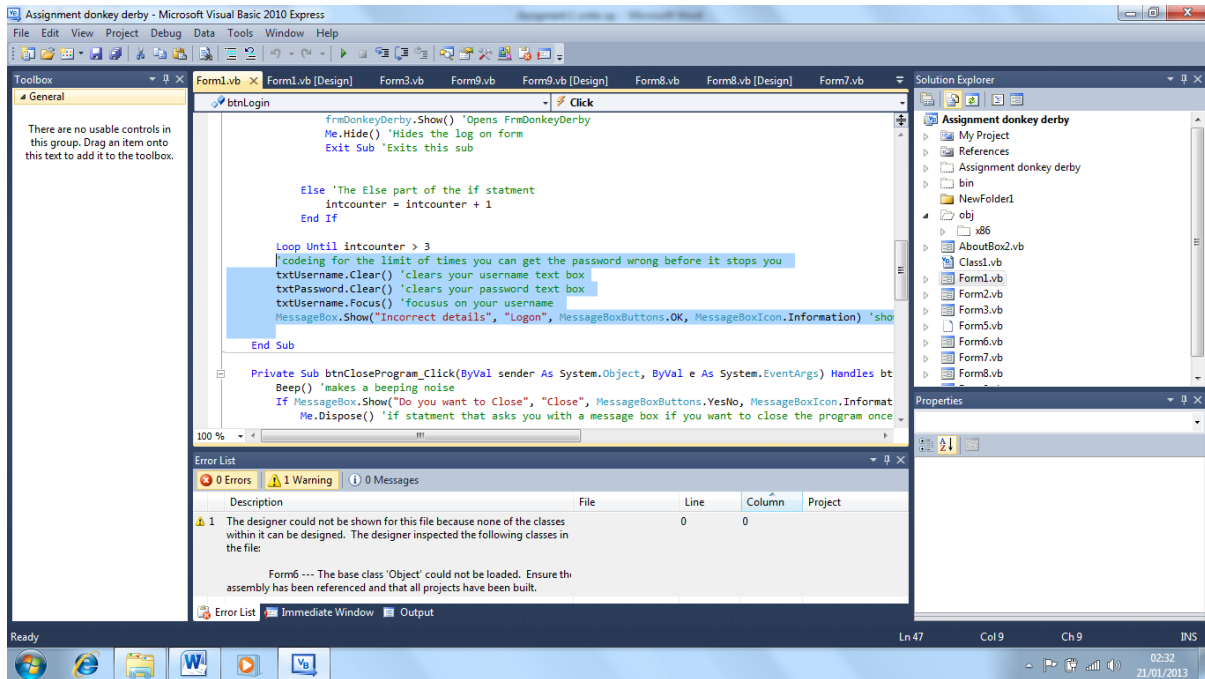 Assignment donkey derby - Microsoft Visual Basic 2010 Express
File Edit View Project Debug Data Tools Window Help
Toolbox
General
There are no usable controls in
this group. Drag an item onto
this text to add it to the toolbox.
Form1.vb Form1.vb [Design] Form3.vb Form9.vb Form9.vb [Design] Form8.vb Form8.vb [Design] Form7.vb
btnLogin Click
frmDonkeyDerby.Show() 'Opens FrmDonkeyDerby
Me.Hide() 'Hides the log on form
Exit Sub 'Exits this sub
Else 'The Else part of the if statment
intcounter = intcounter + 1
End If
Loop Until intcounter > 3
'codeing for the limit of times you can get the password wrong before it stops you
txtUsername.Clear() 'clears your username text box
txtPassword.Clear() 'clears your password text box
txtUsername.Focus() 'focusus on your username
MessageBox.Show("Incorrect details", "Logon", MessageBoxButtons.OK, MessageBoxIcon.Information) 'sho
End Sub
Private Sub btnCloseProgram_Click(ByVal sender As System.Object, ByVal e As System.EventArgs) Handles bt
Beep() 'makes a beeping noise
If MessageBox.Show("Do you want to Close", "Close", MessageBoxButtons.YesNo, MessageBoxIcon.Informat
Me.Dispose() 'if statment that asks you with a message box if you want to close the program once
100 %
Error List
0 Errors 1 Warning 0 Messages
Description File Line Column Project
1 The designer could not be shown for this file because none of the classes 0 0
within it can be designed. The designer inspected the following classes in
the file:
Form6 --- The base class 'Object' could not be loaded. Ensure the
assembly has been referenced and that all projects have been built.
Error List Immediate Window Output
Solution Explorer
Assignment donkey derby
My Project
References
Assignment donkey derby
bin
NewFolder1
obj
x86
AboutBox2.vb
Class1.vb
Form1.vb
Form2.vb
Form3.vb
Form5.vb
Form6.vb
Form7.vb
Form8.vb
Properties
Ready Ln 47 Col 9 Ch 9 INS
02:32
21/01/2013